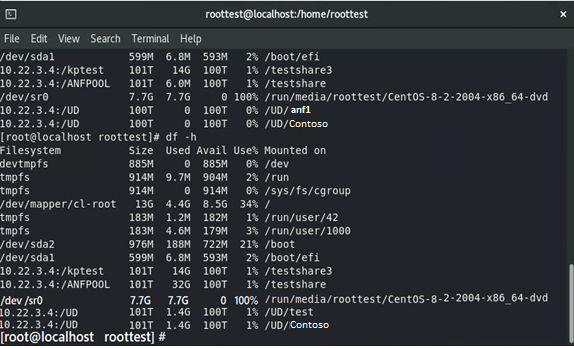 roottest@localhost:/home/roottest
File Edit View Search Terminal Help
/dev/sda1 599M 6.8M 593M 2% /boot/efi
10.22.3.4:/kptest 101T 14G 100T 1% /testshare3
10.22.3.4:/ANFPOOL 101T 6.0M 100T 1% /testshare
/dev/sr0 7.7G 7.7G 0 100% /run/media/roottest/CentOS-8-2-2004-x86_64-dvd
10.22.3.4:/UD 100T 0 100T 0% /UD/anf1
10.22.3.4:/UD 100T 0 100T 0% /UD/Contoso
[root@localhost roottest]# df -h
Filesystem Size Used Avail Use% Mounted on
devtmpfs 885M 0 885M 0% /dev
tmpfs 914M 9.7M 904M 2% /run
tmpfs 914M 0 914M 0% /sys/fs/cgroup
/dev/mapper/cl-root 13G 4.4G 8.5G 34% /
tmpfs 183M 1.2M 182M 1% /run/user/42
tmpfs 183M 4.6M 179M 3% /run/user/1000
/dev/sda2 976M 188M 722M 21% /boot
/dev/sda1 599M 6.8M 593M 2% /boot/efi
10.22.3.4:/kptest 101T 14G 100T 1% /testshare3
10.22.3.4:/ANFPOOL 101T 32G 100T 1% /testshare
/dev /sr0 7.7G 7.7G 0 100% /run/media/roottest/CentOS-8-2-2004-x86_64-dvd
10.22.3.4:/UD 101T 1.4G 100T 1% /UD/test
10.22.3.4:/UD 101T 1.4G 100T 1% /UD/Contoso
[root@localhost roottest] #